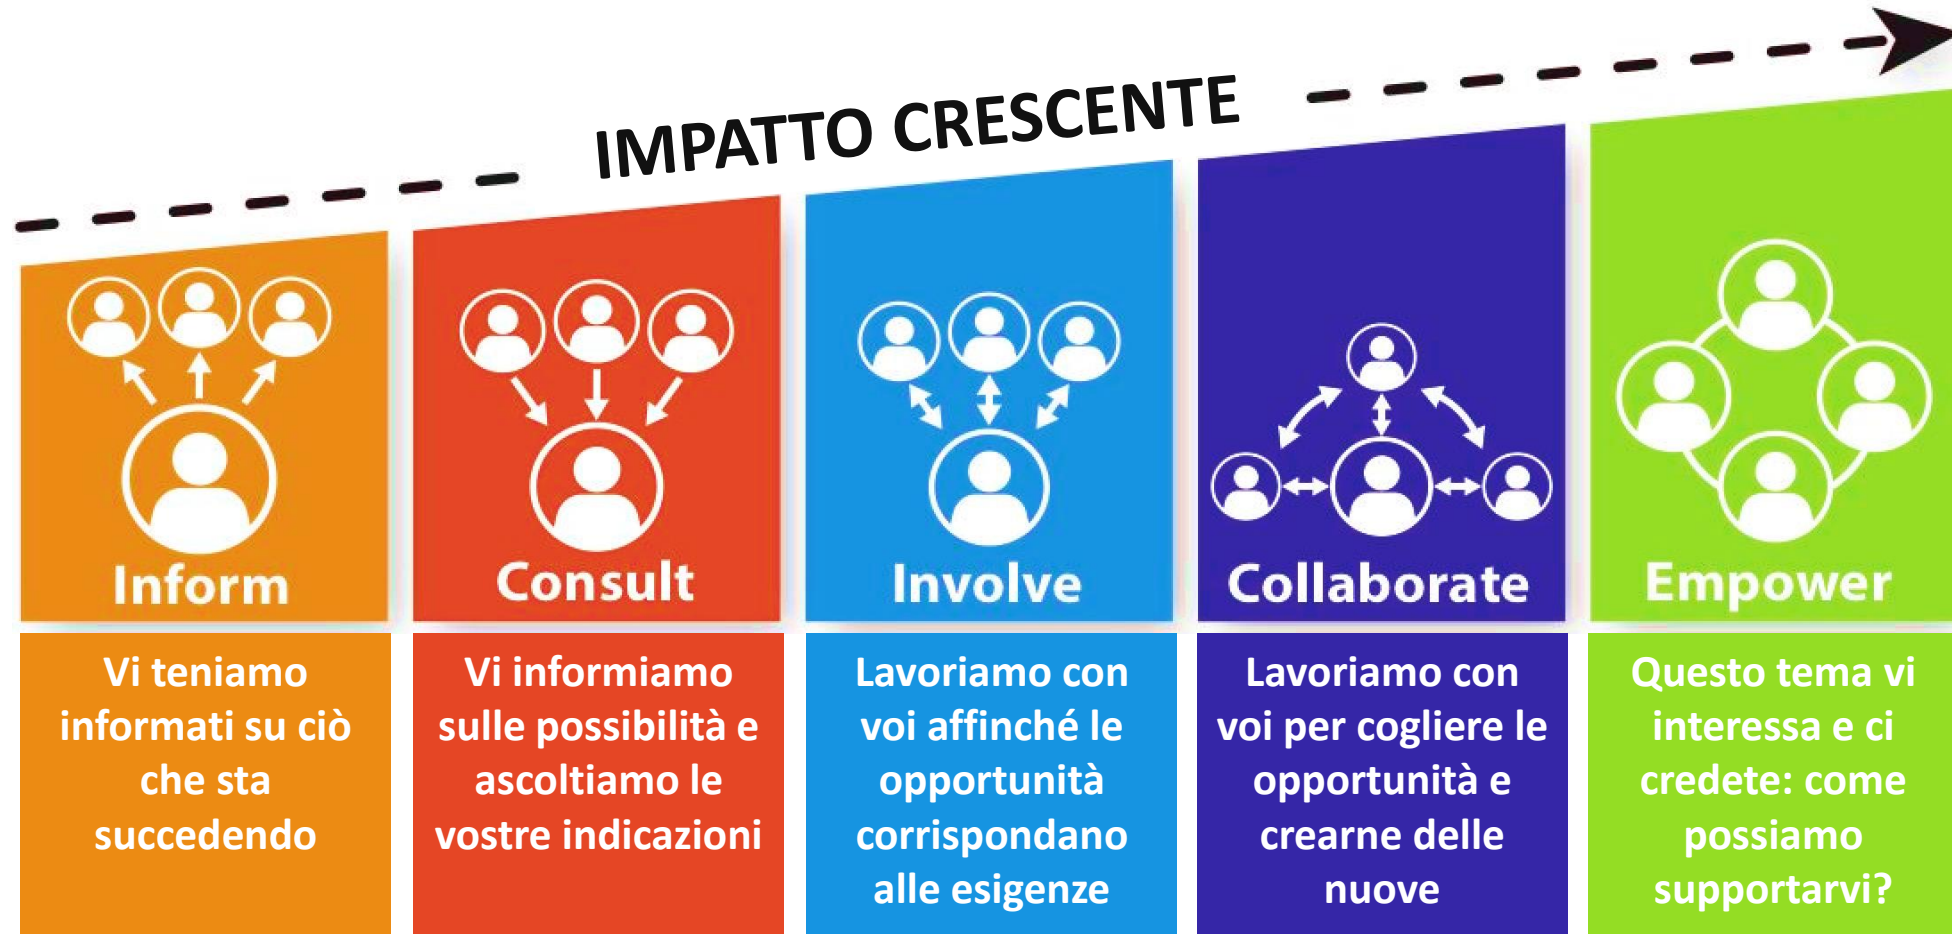 IMPATTO CRESCENTE
Inform
Consult
Involve
Collaborate
Empower
Vi teniamo
informati su ciò
che sta
succedendo
Vi informiamo
sulle possibilità e
ascoltiamo le
vostre indicazioni
Lavoriamo con
voi affinché le
opportunità
corrispondano
alle esigenze
Lavoriamo con
voi per cogliere le
opportunità e
crearne delle
nuove
Questo tema vi
interessa e ci
credete: come
possiamo
supportarvi?